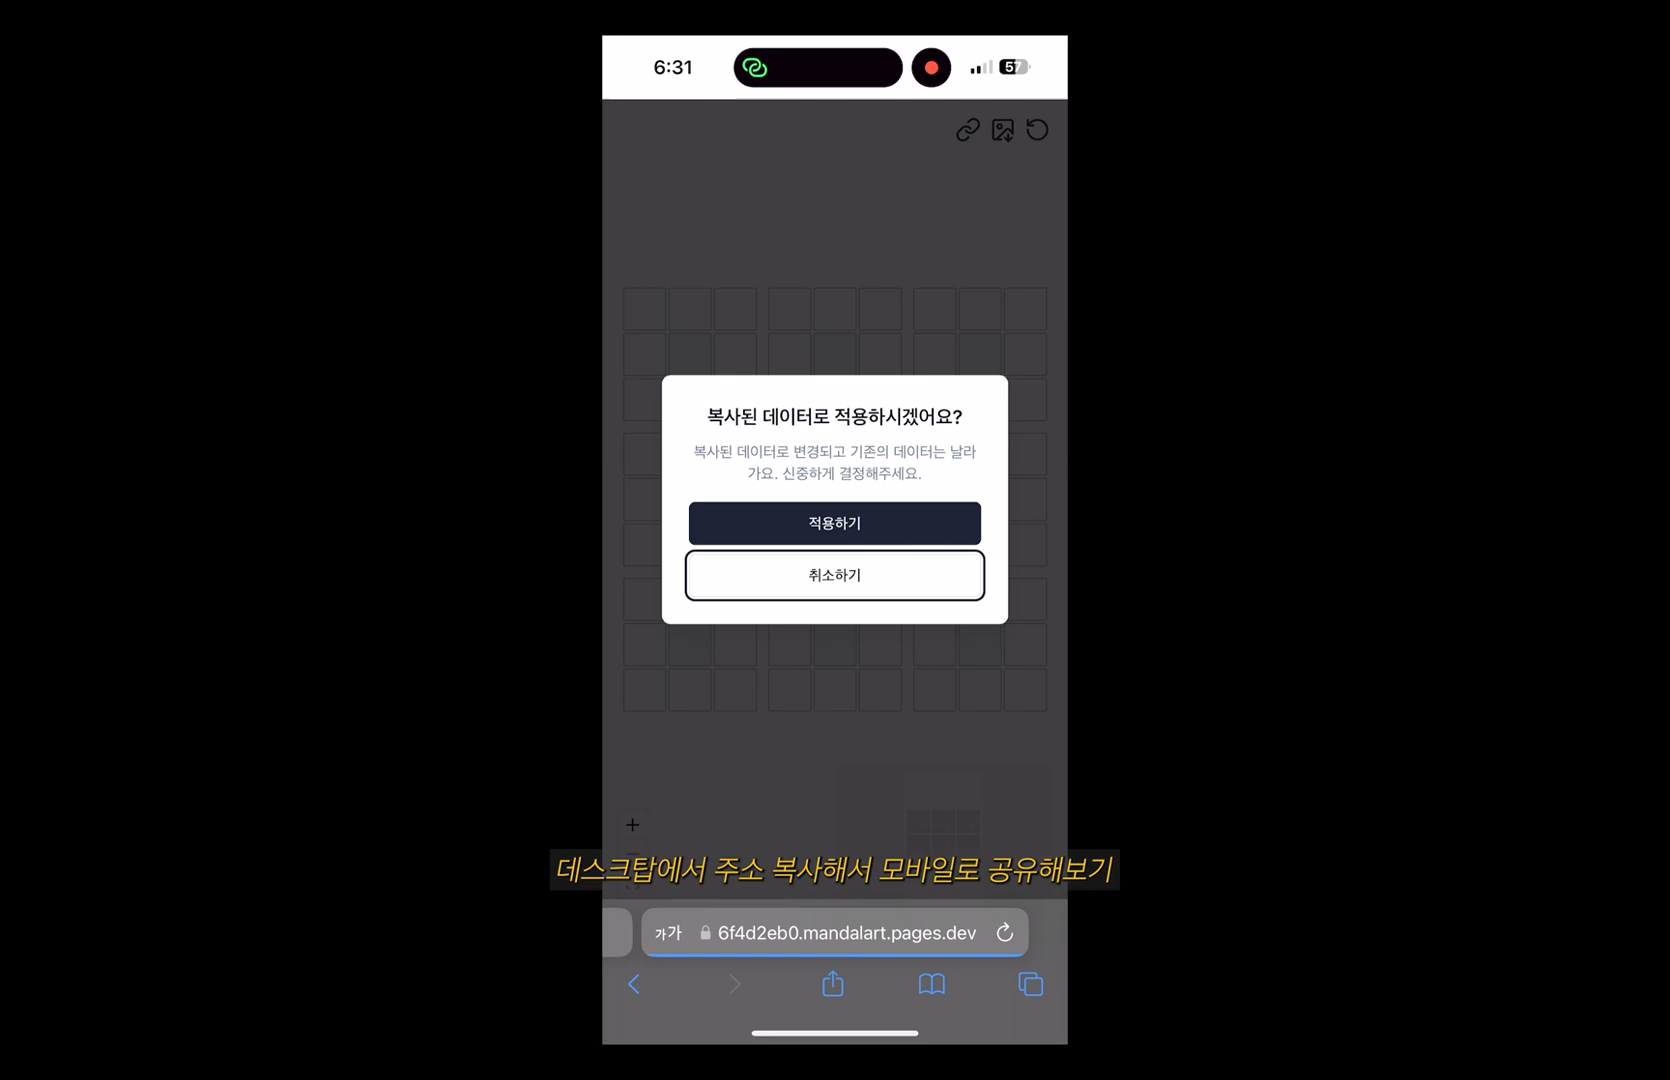 6:31
57
복사된 데이터로 적용하시겠어요?
복사된 데이터로 변경되고 기존의 데이터는 날라
가요. 신중하게 결정해주세요.
적용하기
취소하기
데스크탑에서 주소 복사해서 모바일로 공유해보기
가가 6f4d2eb0.mandalart.pages.dev